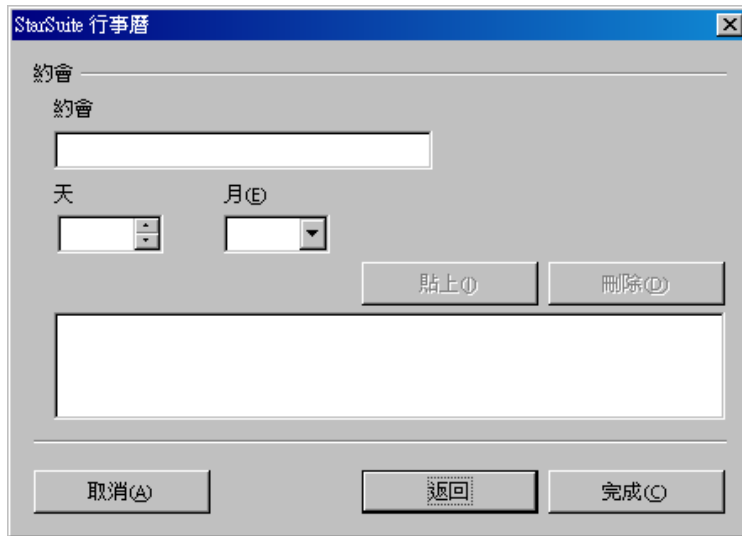 StarSuite 行事曆
約會
約會
天 月(E)
貼上(I) 刪除(D)
取消(A) 返回 完成(C)